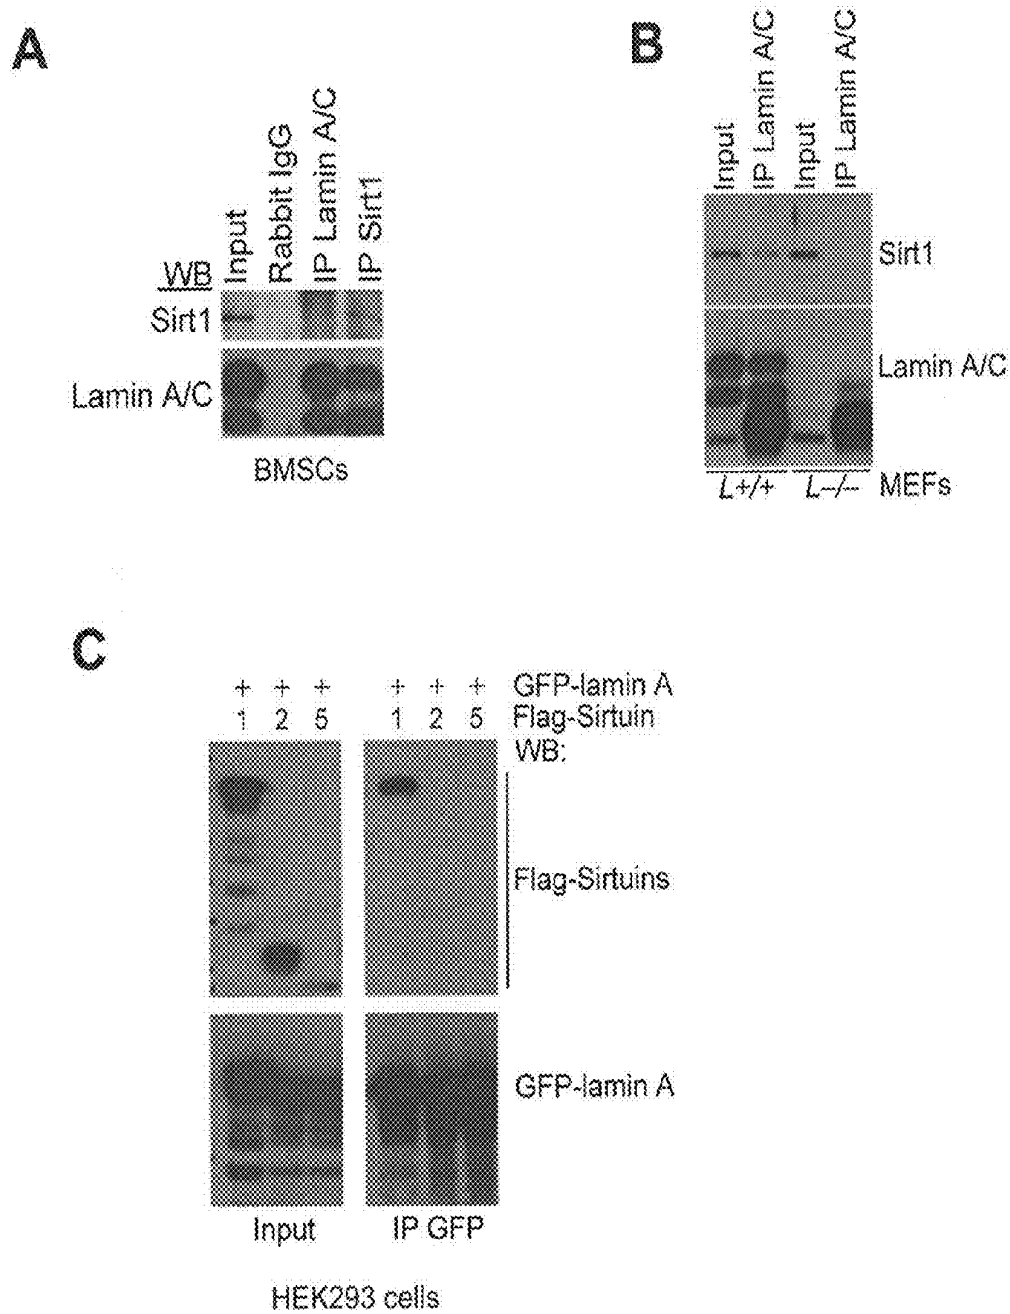 A
WB
Input
Rabbit IgG
IP Lamin A/C
IP Sirt1
Sirt1
Lamin A/C
BMSCs
B
Input
IP Lamin A/C
Input
IP Lamin A/C
Sirt1
Lamin A/C
L+/+ L-/- MEFs
C
+ + + + + + GFP-lamin A
1 2 5 1 2 5 Flag-Sirtuin
WB:
Flag-Sirtuins
GFP-lamin A
Input IP GFP
HEK293 cells